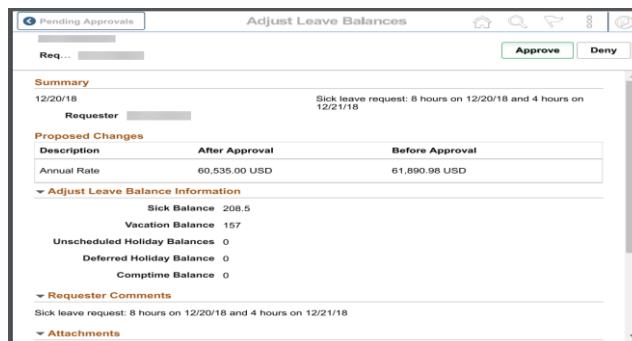 Pending Approvals
Adjust Leave Balances
Req...
Approve
Deny
Summary
12/20/18
Sick leave request: 8 hours on 12/20/18 and 4 hours on
12/21/18
Requester
Proposed Changes
Description After Approval Before Approval
Annual Rate 60,535.00 USD 61,890.98 USD
Adjust Leave Balance Information
Sick Balance 208.5
Vacation Balance 157
Unscheduled Holiday Balances 0
Deferred Holiday Balance 0
Comptime Balance 0
Requester Comments
Sick leave request: 8 hours on 12/20/18 and 4 hours on 12/21/18
Attachments